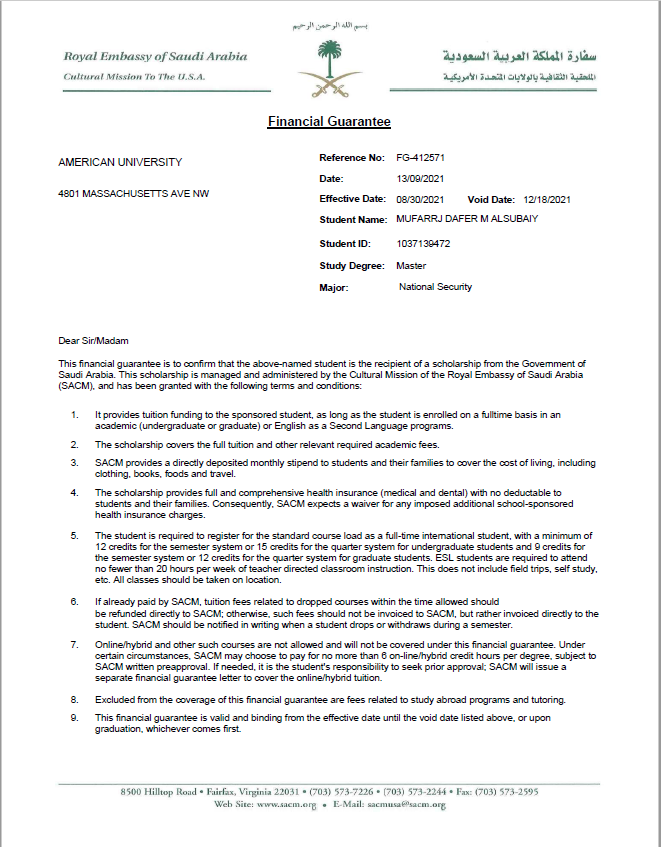 بسم الله الرحمن الرحيم
Royal Embassy of Saudi Arabia
سفارة المملكة العربية السعودية
Cultural Mission To The U.S.A.
الملحقية الثقافية بالولايات المتحدة الأمريكية
Financial Guarantee
AMERICAN UNIVERSITY
4801 MASSACHUSETTS AVE NW
Reference No: FG-412571
Date: 13/09/2021
Effective Date: 08/30/2021 Void Date: 12/18/2021
Student Name: MUFARRJ DAFER M ALSUBAIY
Student ID: 1037139472
Study Degree: Master
Major: National Security
Dear Sir/Madam
This financial guarantee is to confirm that the above-named student is the recipient of a scholarship from the Government of
Saudi Arabia. This scholarship is managed and administered by the Cultural Mission of the Royal Embassy of Saudi Arabia
(SACM), and has been granted with the following terms and conditions:
1. It provides tuition funding to the sponsored student, as long as the student is enrolled on a fulltime basis in an
academic (undergraduate or graduate) or English as a Second Language programs.
2. The scholarship covers the full tuition and other relevant required academic fees.
3. SACM provides a directly deposited monthly stipend to students and their families to cover the cost of living, including
clothing, books, foods and travel.
4. The scholarship provides full and comprehensive health insurance (medical and dental) with no deductable to
students and their families. Consequently, SACM expects a waiver for any imposed additional school-sponsored
health insurance charges.
5. The student is required to register for the standard course load as a full-time international student, with a minimum of
12 credits for the semester system or 15 credits for the quarter system for undergraduate students and 9 credits for
the semester system or 12 credits for the quarter system for graduate students. ESL students are required to attend
no fewer than 20 hours per week of teacher directed classroom instruction. This does not include field trips, self study,
etc. All classes should be taken on location.
6. If already paid by SACM, tuition fees related to dropped courses within the time allowed should
be refunded directly to SACM; otherwise, such fees should not be invoiced to SACM, but rather invoiced directly to the
student. SACM should be notified in writing when a student drops or withdraws during a semester.
7. Online/hybrid and other such courses are not allowed and will not be covered under this financial guarantee. Under
certain circumstances, SACM may choose to pay for no more than 6 on-line/hybrid credit hours per degree, subject to
SACM written preapproval. If needed, it is the student's responsibility to seek prior approval; SACM will issue a
separate financial guarantee letter to cover the online/hybrid tuition.
8. Excluded from the coverage of this financial guarantee are fees related to study abroad programs and tutoring.
9. This financial guarantee is valid and binding from the effective date until the void date listed above, or upon
graduation, whichever comes first.
8500 Hilltop Road • Fairfax, Virginia 22031 • (703) 573-7226 • (703) 573-2244 • Fax: (703) 573-2595
Web Site: www.sacm.org • E-Mail: sacmusa@sacm.org